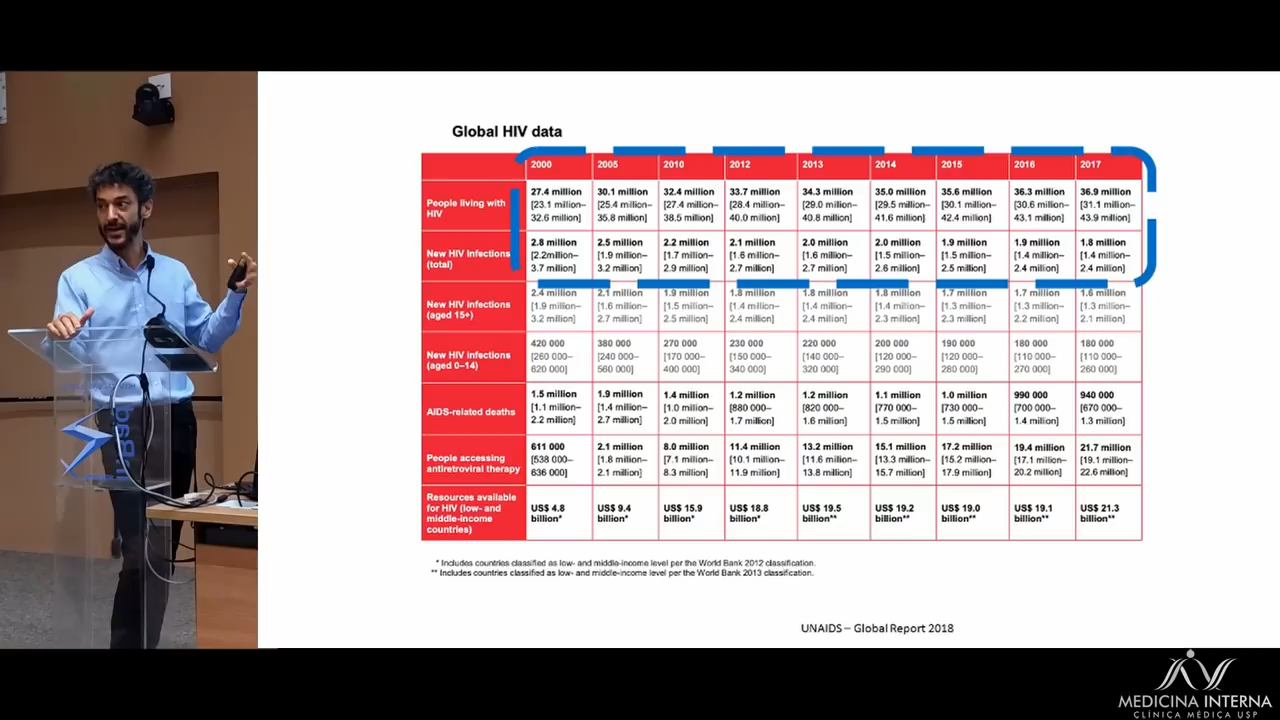 Global HIV data
2000 2005 2010 2012 2013 2014 2015 2016 2017
People living with HIV
27.4 million [23.1 million–32.6 million] 30.1 million [25.4 million–35.8 million] 32.4 million [27.4 million–38.5 million] 33.7 million [28.4 million–40.0 million] 34.3 million [29.0 million–40.8 million] 35.0 million [29.5 million–41.6 million] 35.6 million [30.1 million–42.4 million] 36.3 million [30.6 million–43.1 million] 36.9 million [31.1 million–43.9 million]
New HIV infections (total)
2.8 million [2.2million–3.7 million] 2.5 million [1.9 million–3.2 million] 2.2 million [1.7 million–2.9 million] 2.1 million [1.6 million–2.7 million] 2.0 million [1.6 million–2.7 million] 2.0 million [1.5 million–2.6 million] 1.9 million [1.5 million–2.5 million] 1.9 million [1.4 million–2.4 million] 1.8 million [1.4 million–2.4 million]
New HIV infections (aged 15+)
2.4 million [1.9 million–3.2 million] 2.1 million [1.6 million–2.7 million] 1.9 million [1.5 million–2.5 million] 1.8 million [1.4 million–2.4 million] 1.8 million [1.4 million–2.4 million] 1.8 million [1.4 million–2.3 million] 1.7 million [1.3 million–2.3 million] 1.7 million [1.3 million–2.2 million] 1.6 million [1.3 million–2.1 million]
New HIV infections (aged 0–14)
420 000 [260 000–620 000] 380 000 [240 000–560 000] 270 000 [170 000–400 000] 230 000 [150 000–340 000] 220 000 [140 000–320 000] 200 000 [120 000–290 000] 190 000 [120 000–280 000] 180 000 [110 000–270 000] 180 000 [110 000–260 000]
AIDS-related deaths
1.5 million [1.1 million–2.2 million] 1.9 million [1.4 million–2.7 million] 1.4 million [1.0 million–2.0 million] 1.2 million [880 000–1.7 million] 1.2 million [820 000–1.6 million] 1.1 million [770 000–1.5 million] 1.0 million [730 000–1.5 million] 990 000 [700 000–1.4 million] 940 000 [670 000–1.3 million]
People accessing antiretroviral therapy
611 000 [538 000–636 000] 2.1 million [1.8 million–2.1 million] 8.0 million [7.1 million–8.3 million] 11.4 million [10.1 million–11.9 million] 13.2 million [11.6 million–13.8 million] 15.1 million [13.3 million–15.7 million] 17.2 million [15.2 million–17.9 million] 19.4 million [17.1 million–20.2 million] 21.7 million [19.1 million–22.6 million]
Resources available for HIV (low- and middle-income countries)
US$ 4.8 billion* US$ 9.4 billion* US$ 15.9 billion* US$ 18.8 billion* US$ 19.5 billion** US$ 19.2 billion** US$ 19.0 billion** US$ 19.1 billion** US$ 21.3 billion**
* Includes countries classified as low- and middle-income level per the World Bank 2012 classification.
** Includes countries classified as low- and middle-income level per the World Bank 2013 classification.
UNAIDS – Global Report 2018
MEDICINA INTERNA
CLÍNICA MÉDICA USP